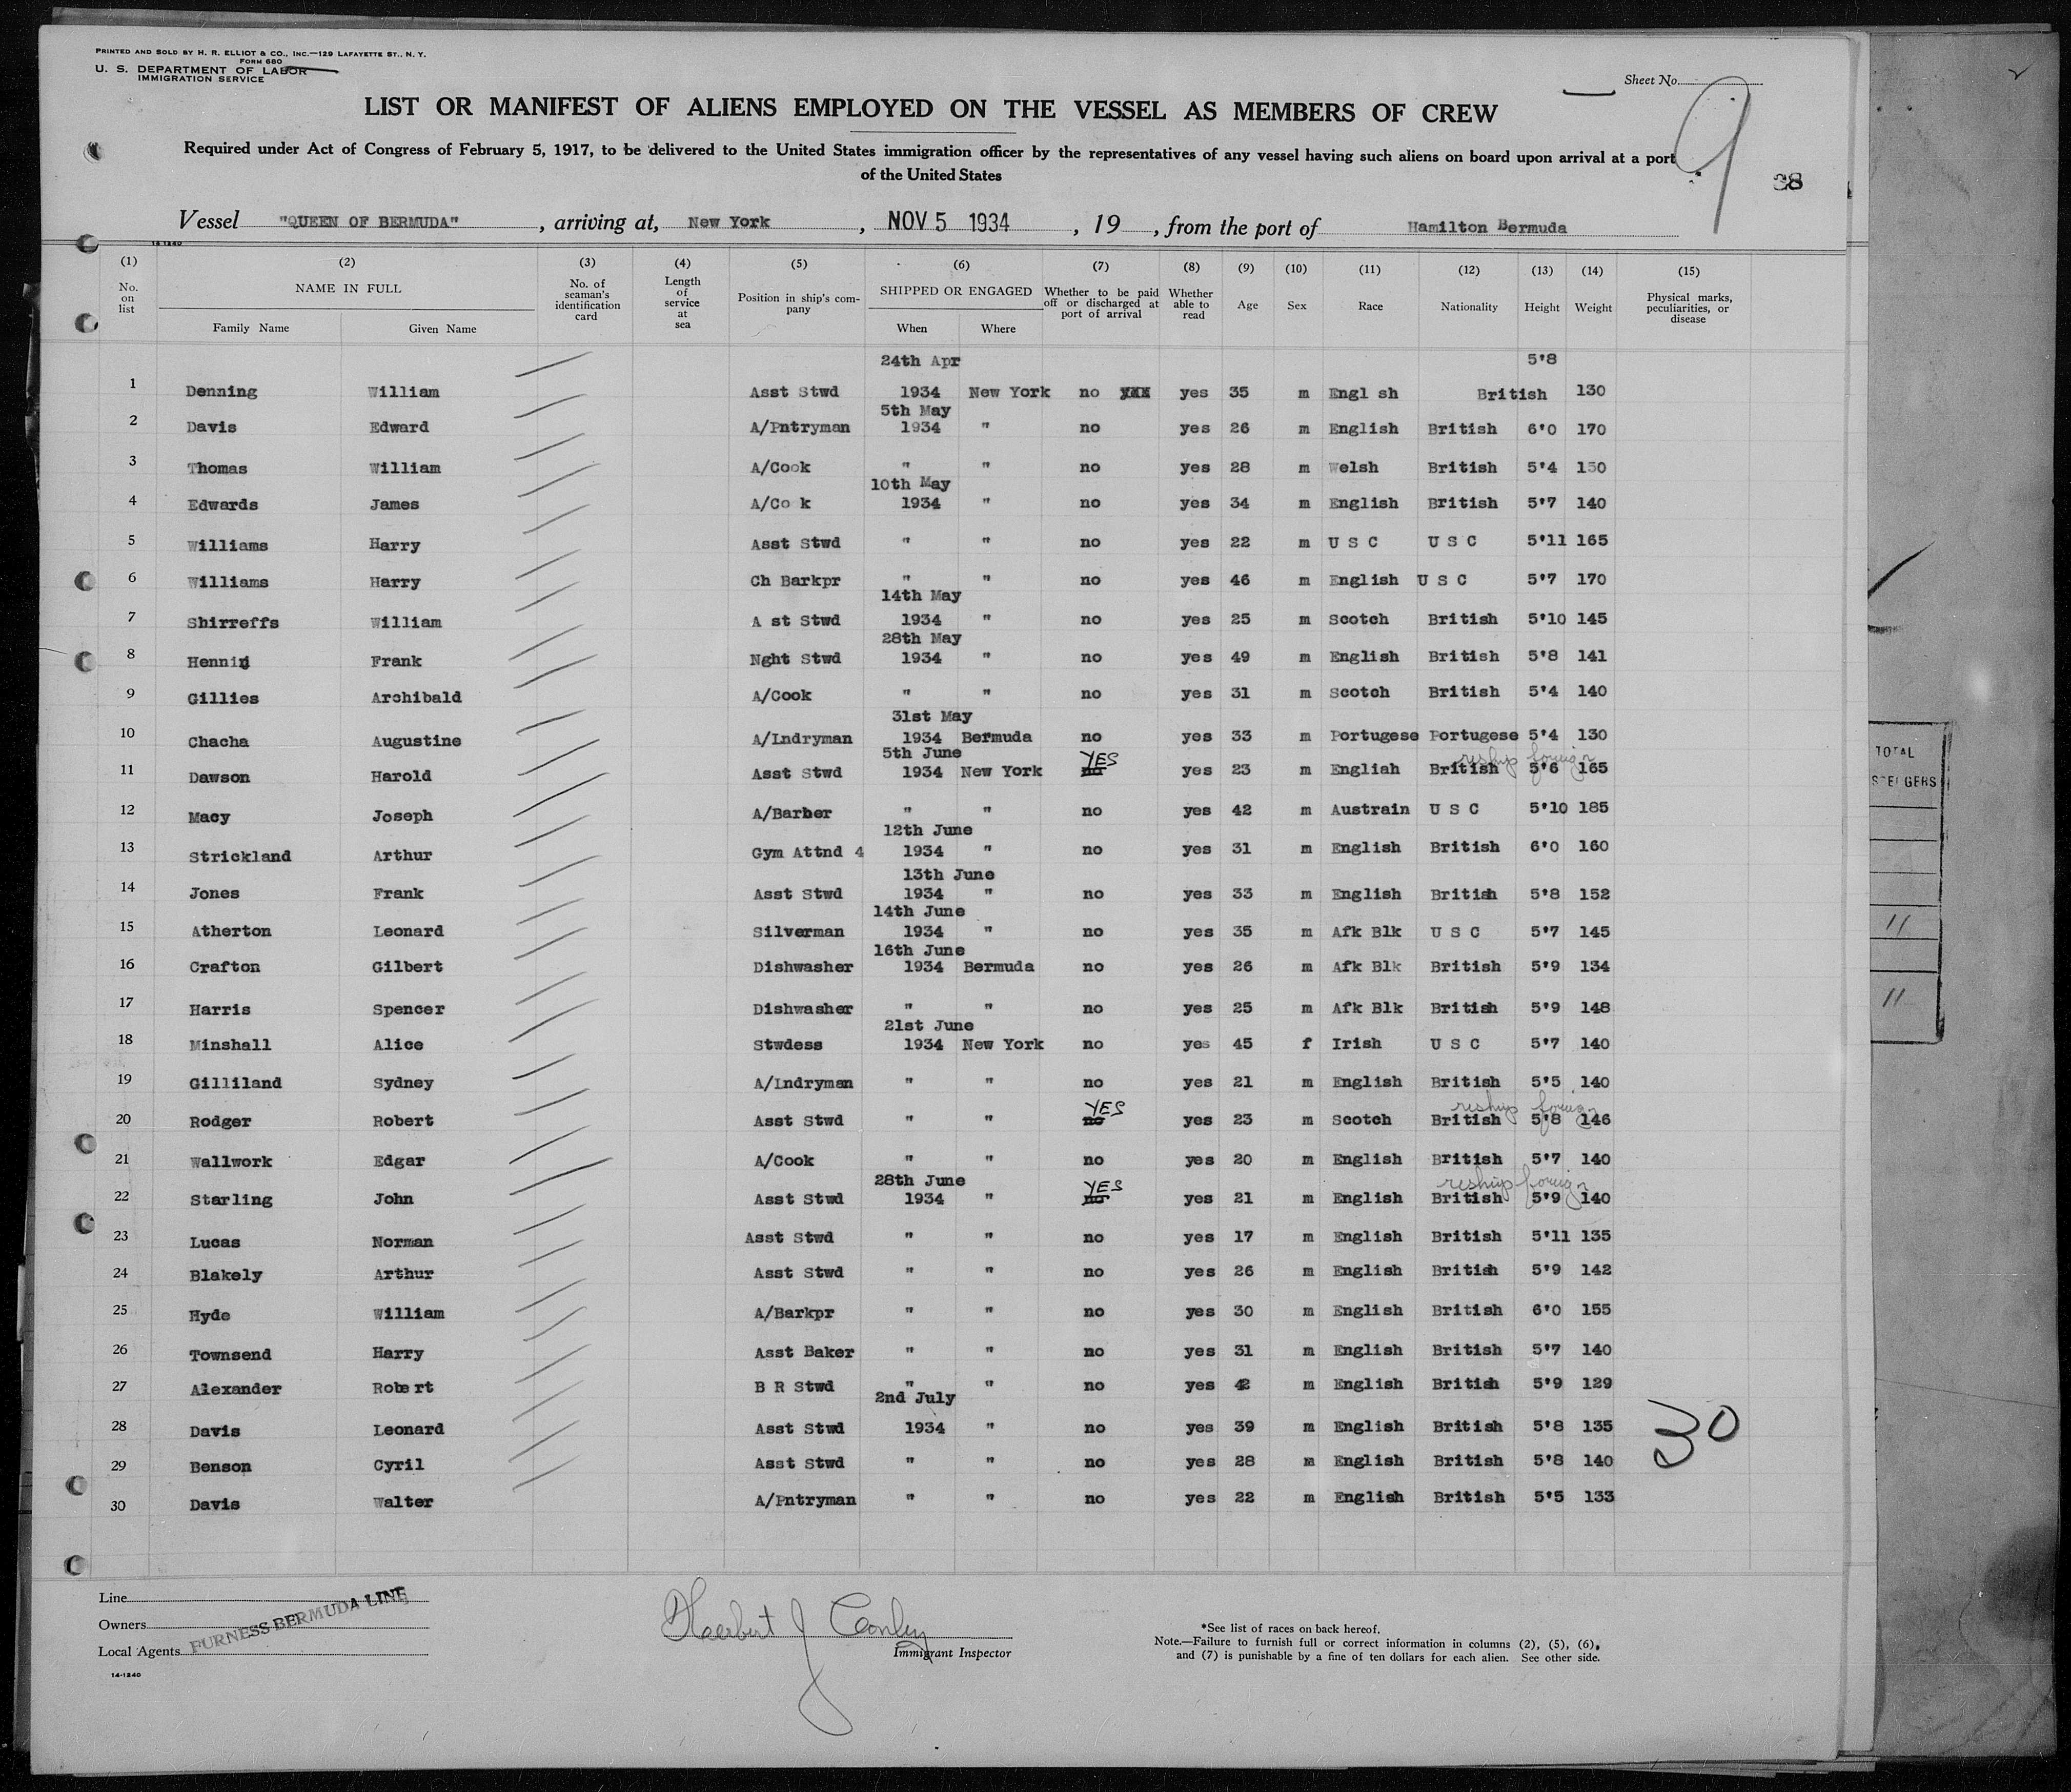 PRINTED AND SOLD BY H. R. ELLIOT & CO., INC.—129 LAFAYETTE ST., N. Y.
FORM 680
U. S. DEPARTMENT OF LABOR
IMMIGRATION SERVICE
Sheet No. 9
LIST OR MANIFEST OF ALIENS EMPLOYED ON THE VESSEL AS MEMBERS OF CREW
Required under Act of Congress of February 5, 1917, to be delivered to the United States immigration officer by the representatives of any vessel having such aliens on board upon arrival at a port
of the United States
38
Vessel "QUEEN OF BERMUDA", arriving at, New York, NOV 5 1934, 19 , from the port of Hamilton Bermuda
14-1240
(1) (2) (3) (4) (5) (6) (7) (8) (9) (10) (11) (12) (13) (14) (15)
No. on list NAME IN FULL Family Name Given Name No. of seaman's identification card Length of service at sea Position in ship's company SHIPPED OR ENGAGED When Where Whether to be paid off or discharged at port of arrival Whether able to read Age Sex Race Nationality Height Weight Physical marks, peculiarities, or disease
24th Apr 5'8
1 Denning William Asst Stwd 1934 New York no yes 35 m Engl sh British 130
5th May
2 Davis Edward A/Pntryman 1934 " no yes 26 m English British 6'0 170
3 Thomas William A/Cook " " no yes 28 m Welsh British 5'4 130
10th May
4 Edwards James A/Co k 1934 " no yes 34 m English British 5'7 140
5 Williams Harry Asst Stwd " " no yes 22 m U S C U S C 5'11 165
6 Williams Harry Ch Barkpr " " no yes 46 m English U S C 5'7 170
14th May
7 Shirreffs William A st Stwd 1934 " no yes 25 m Scotch British 5'10 145
28th May
8 Frank Nght Stwd 1934 " no yes 49 m English British 5'8 141
9 Gillies Archibald A/Cook " " no yes 31 m Scotch British 5'4 140
31st May
10 Chacha Augustine A/Lndryman 1934 Bermuda no yes 33 m Portugese Portugese 5'4 130
5th June YES reship foreign
11 Dawson Harold Asst Stwd 1934 New York no yes 23 m Engliah British 5'6 165
12 Macy Joseph A/Barber " " no yes 42 m Austrain U S C 5'10 185
12th June
13 Strickland Arthur Gym Attnd 4 1934 " no yes 31 m English British 6'0 160
13th June
14 Jones Frank Asst Stwd 1934 " no yes 33 m English British 5'8 152
14th June
15 Atherton Leonard Silverman 1934 " no yes 35 m Afk Blk U S C 5'7 145
16th June
16 Crafton Gilbert Dishwasher 1934 Bermuda no yes 26 m Afk Blk British 5'9 134
17 Harris Spencer Dishwasher " " no yes 25 m Afk Blk British 5'9 148
21st June
18 Minshall Alice Stwdess 1934 New York no yes 45 f Irish U S C 5'7 140
19 Gilliland Sydney A/Lndryman " " no yes 21 m English British 5'5 140
YES reship foreign
20 Rodger Robert Asst Stwd " " no yes 23 m Scotch British 5'8 146
21 Wallwork Edgar A/Cook " " no yes 20 m English British 5'7 140
28th June YES reship foreign
22 Starling John Asst Stwd 1934 " no yes 21 m English British 5'9 140
23 Lucas Norman Asst Stwd " " no yes 17 m English British 5'11 135
24 Blakely Arthur Asst Stwd " " no yes 26 m English British 5'9 142
25 Hyde William A/Barkpr " " no yes 30 m English British 6'0 155
26 Townsend Harry Asst Baker " " no yes 31 m English British 5'7 140
27 Alexander Robert B R Stwd " " no yes 42 m English British 5'9 129
2nd July
28 Davis Leonard Asst Stwd 1934 " no yes 39 m English British 5'8 135
30
29 Benson Cyril Asst Stwd " " no yes 28 m English British 5'8 140
30 Davis Walter A/Pntryman " " no yes 22 m English British 5'5 133
Line
Owners
Local Agents
FURNESS BERMUDA LINE
14-1240
Herbert J Conley
Immigrant Inspector
*See list of races on back hereof.
Note.—Failure to furnish full or correct information in columns (2), (5), (6),
and (7) is punishable by a fine of ten dollars for each alien. See other side.
TOTAL
11
11